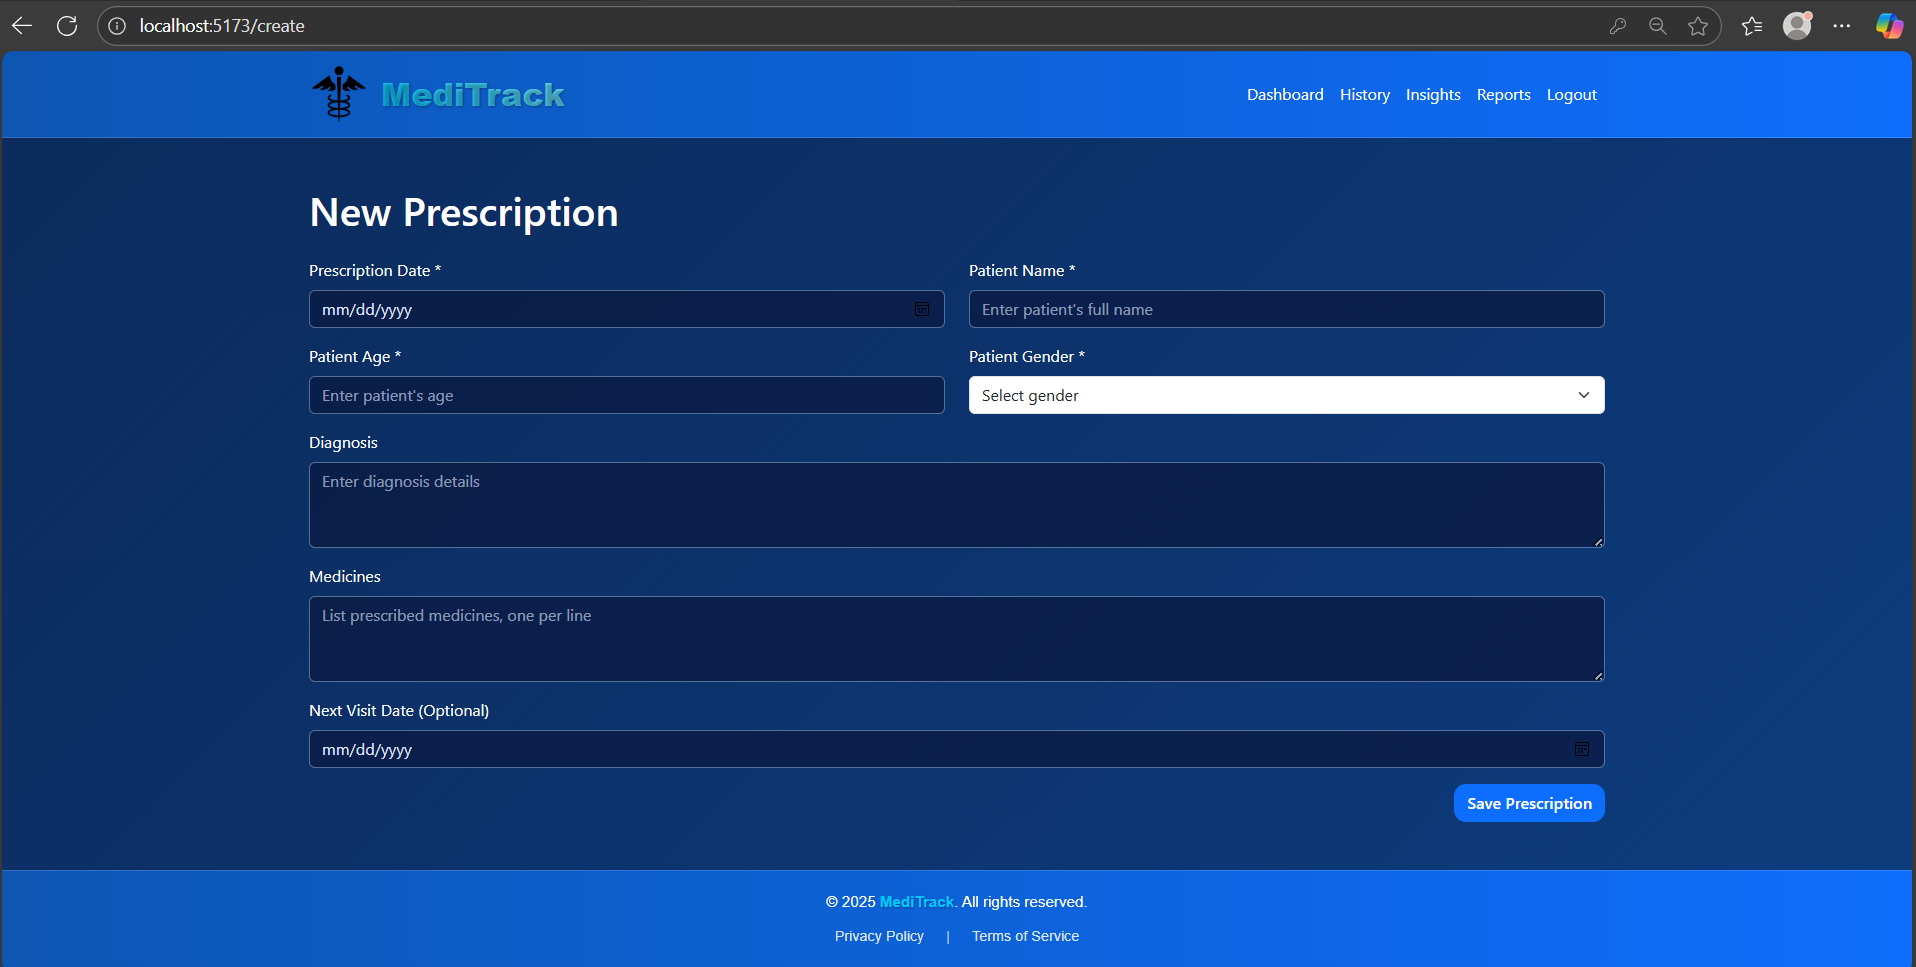 localhost:5173/create
MediTrack
Dashboard History Insights Reports Logout
New Prescription
Prescription Date *
Patient Name *
mm/dd/yyyy
Enter patient's full name
Patient Age *
Patient Gender *
Enter patient's age
Select gender
Diagnosis
Enter diagnosis details
Medicines
List prescribed medicines, one per line
Next Visit Date (Optional)
mm/dd/yyyy
Save Prescription
© 2025 MediTrack. All rights reserved.
Privacy Policy | Terms of Service